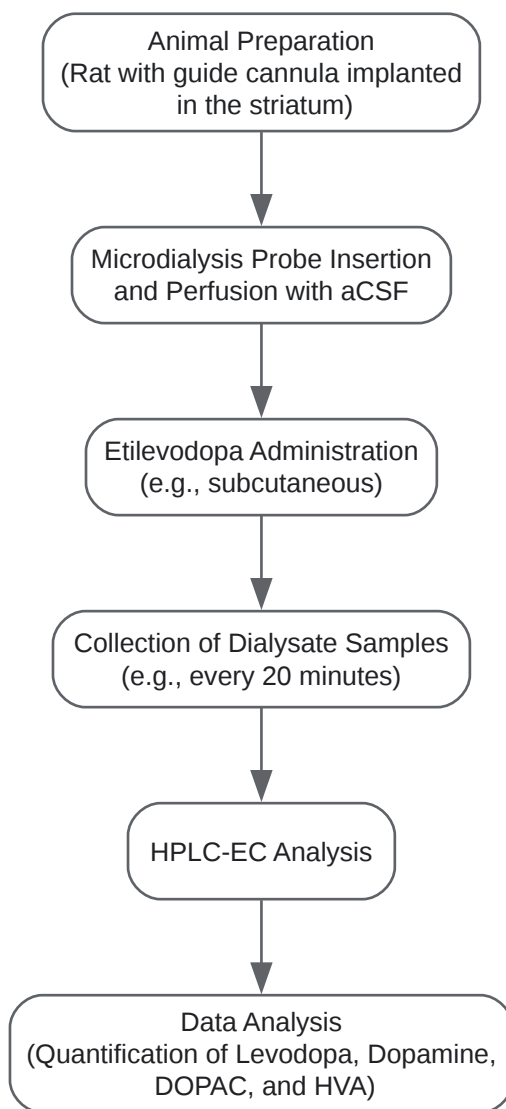 Animal Preparation
(Rat with guide cannula implanted
in the striatum)
Microdialysis Probe Insertion
and Perfusion with aCSF
Etilevodopa Administration
(e.g., subcutaneous)
Collection of Dialysate Samples
(e.g., every 20 minutes)
HPLC-EC Analysis
Data Analysis
(Quantification of Levodopa, Dopamine,
DOPAC, and HVA)